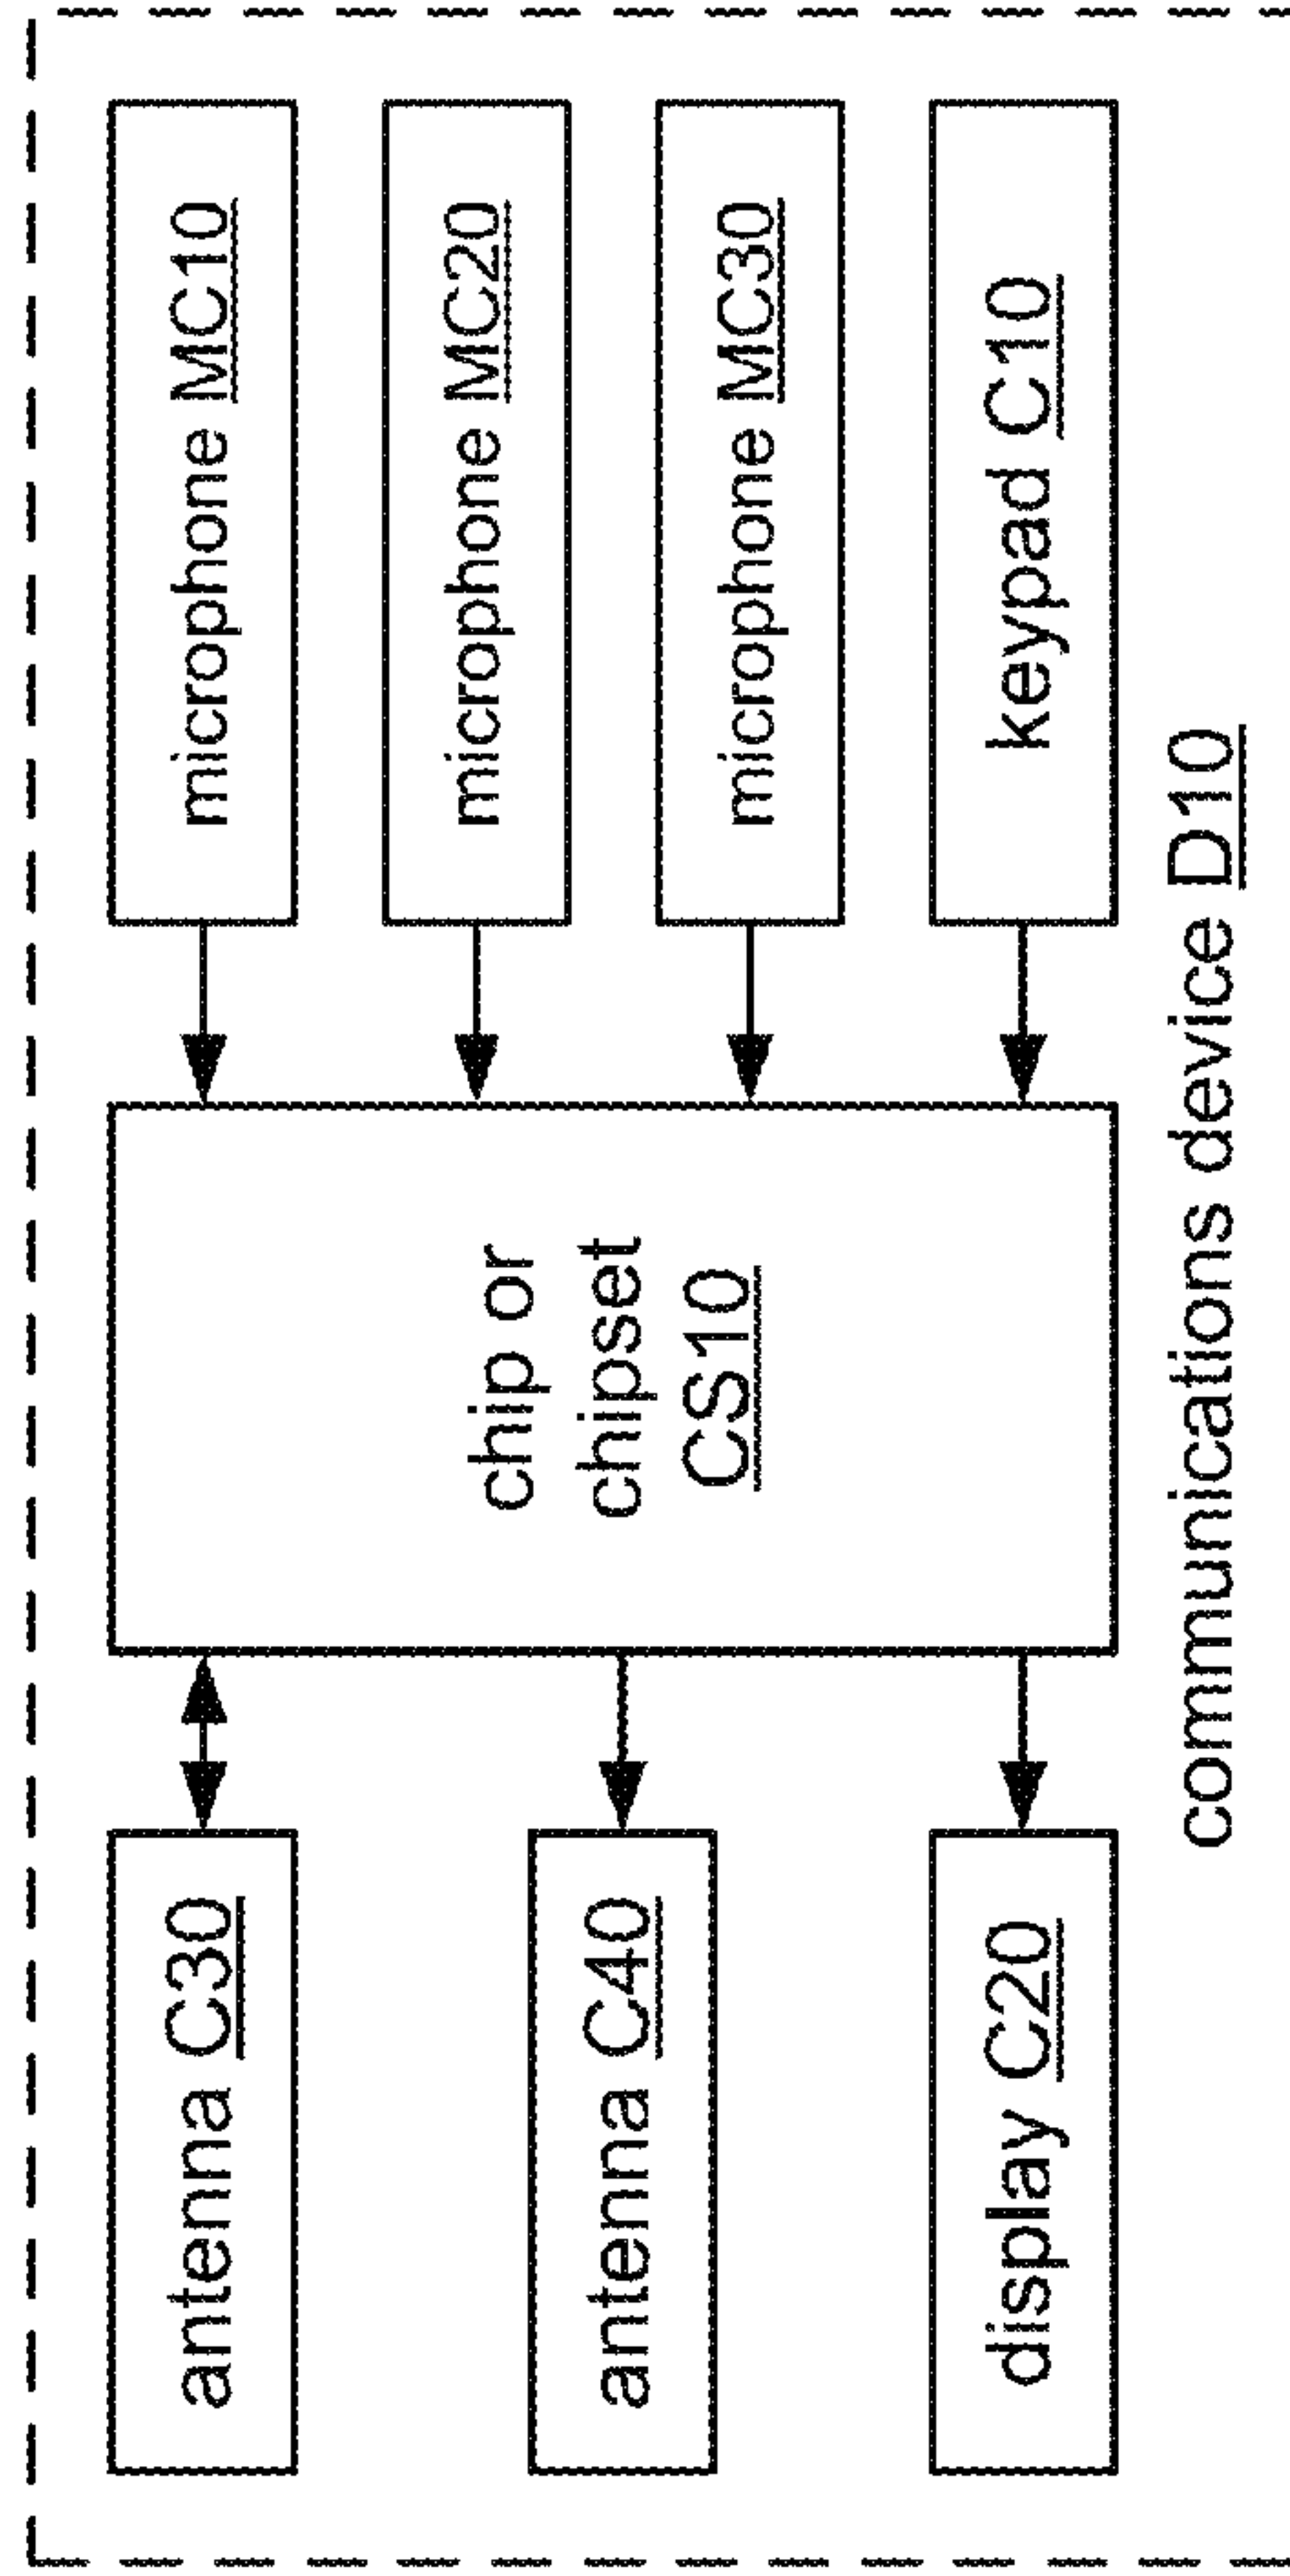 antenna C30
antenna C40
display C20
chip or
chipset
CS10
microphone MC10
microphone MC20
microphone MC30
keypad C10
communications device D10